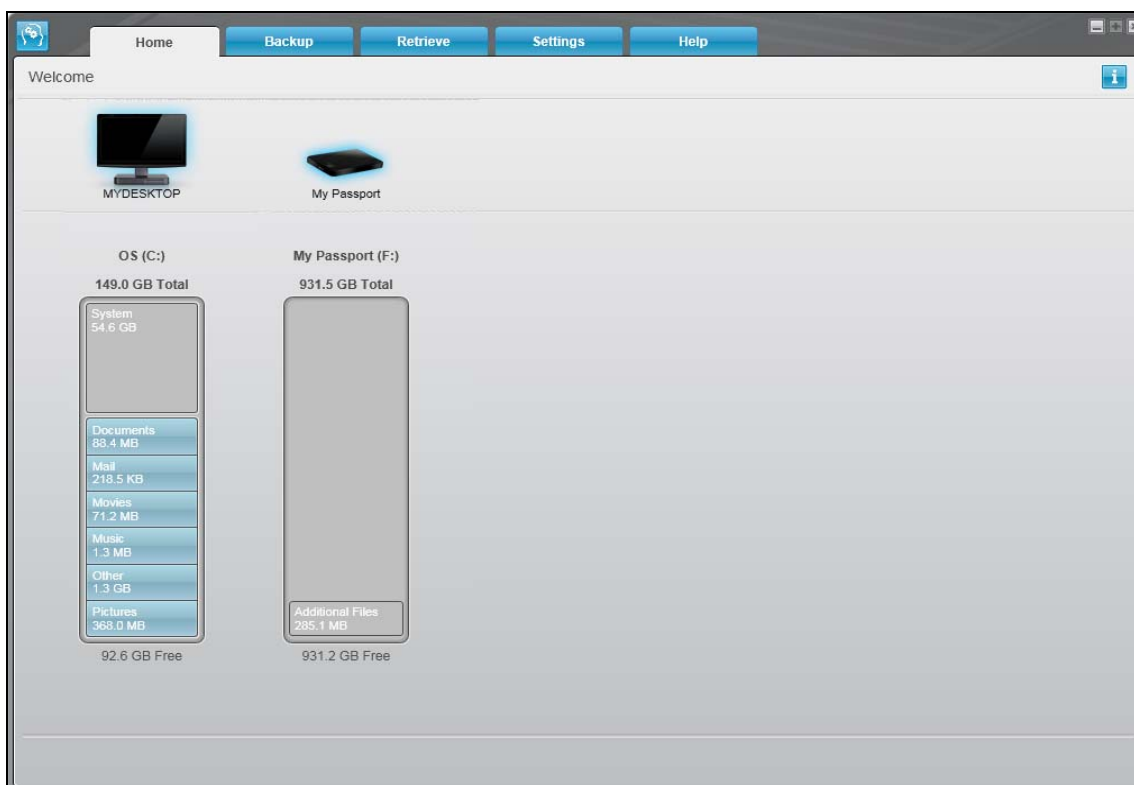 Home Backup Retrieve Settings Help
Welcome
MYDESKTOP My Passport
OS (C:) My Passport (F:)
149.0 GB Total 931.5 GB Total
System
54.6 GB
Documents
88.4 MB
Mail
218.5 KB
Movies
71.2 MB
Music
1.3 MB
Other
1.3 GB
Pictures
368.0 MB
Additional Files
285.1 MB
92.6 GB Free 931.2 GB Free